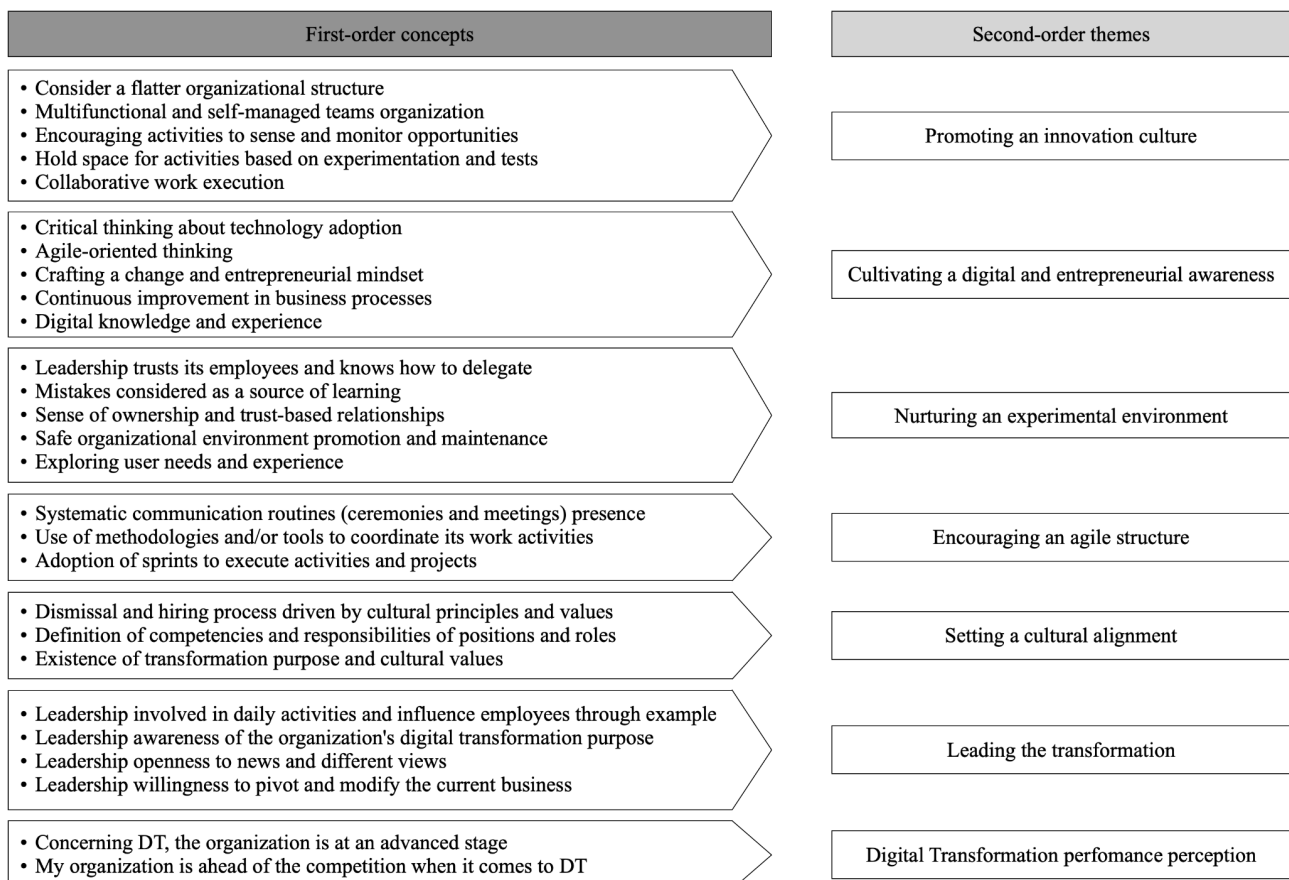 First-order concepts
Second-order themes
• Consider a flatter organizational structure
• Multifunctional and self-managed teams organization
• Encouraging activities to sense and monitor opportunities
• Hold space for activities based on experimentation and tests
• Collaborative work execution
Promoting an innovation culture
• Critical thinking about technology adoption
• Agile-oriented thinking
• Crafting a change and entrepreneurial mindset
• Continuous improvement in business processes
• Digital knowledge and experience
Cultivating a digital and entrepreneurial awareness
• Leadership trusts its employees and knows how to delegate
• Mistakes considered as a source of learning
• Sense of ownership and trust-based relationships
• Safe organizational environment promotion and maintenance
• Exploring user needs and experience
Nurturing an experimental environment
• Systematic communication routines (ceremonies and meetings) presence
• Use of methodologies and/or tools to coordinate its work activities
• Adoption of sprints to execute activities and projects
Encouraging an agile structure
• Dismissal and hiring process driven by cultural principles and values
• Definition of competencies and responsibilities of positions and roles
• Existence of transformation purpose and cultural values
Setting a cultural alignment
• Leadership involved in daily activities and influence employees through example
• Leadership awareness of the organization's digital transformation purpose
• Leadership openness to news and different views
• Leadership willingness to pivot and modify the current business
Leading the transformation
• Concerning DT, the organization is at an advanced stage
• My organization is ahead of the competition when it comes to DT
Digital Transformation perfomance perception